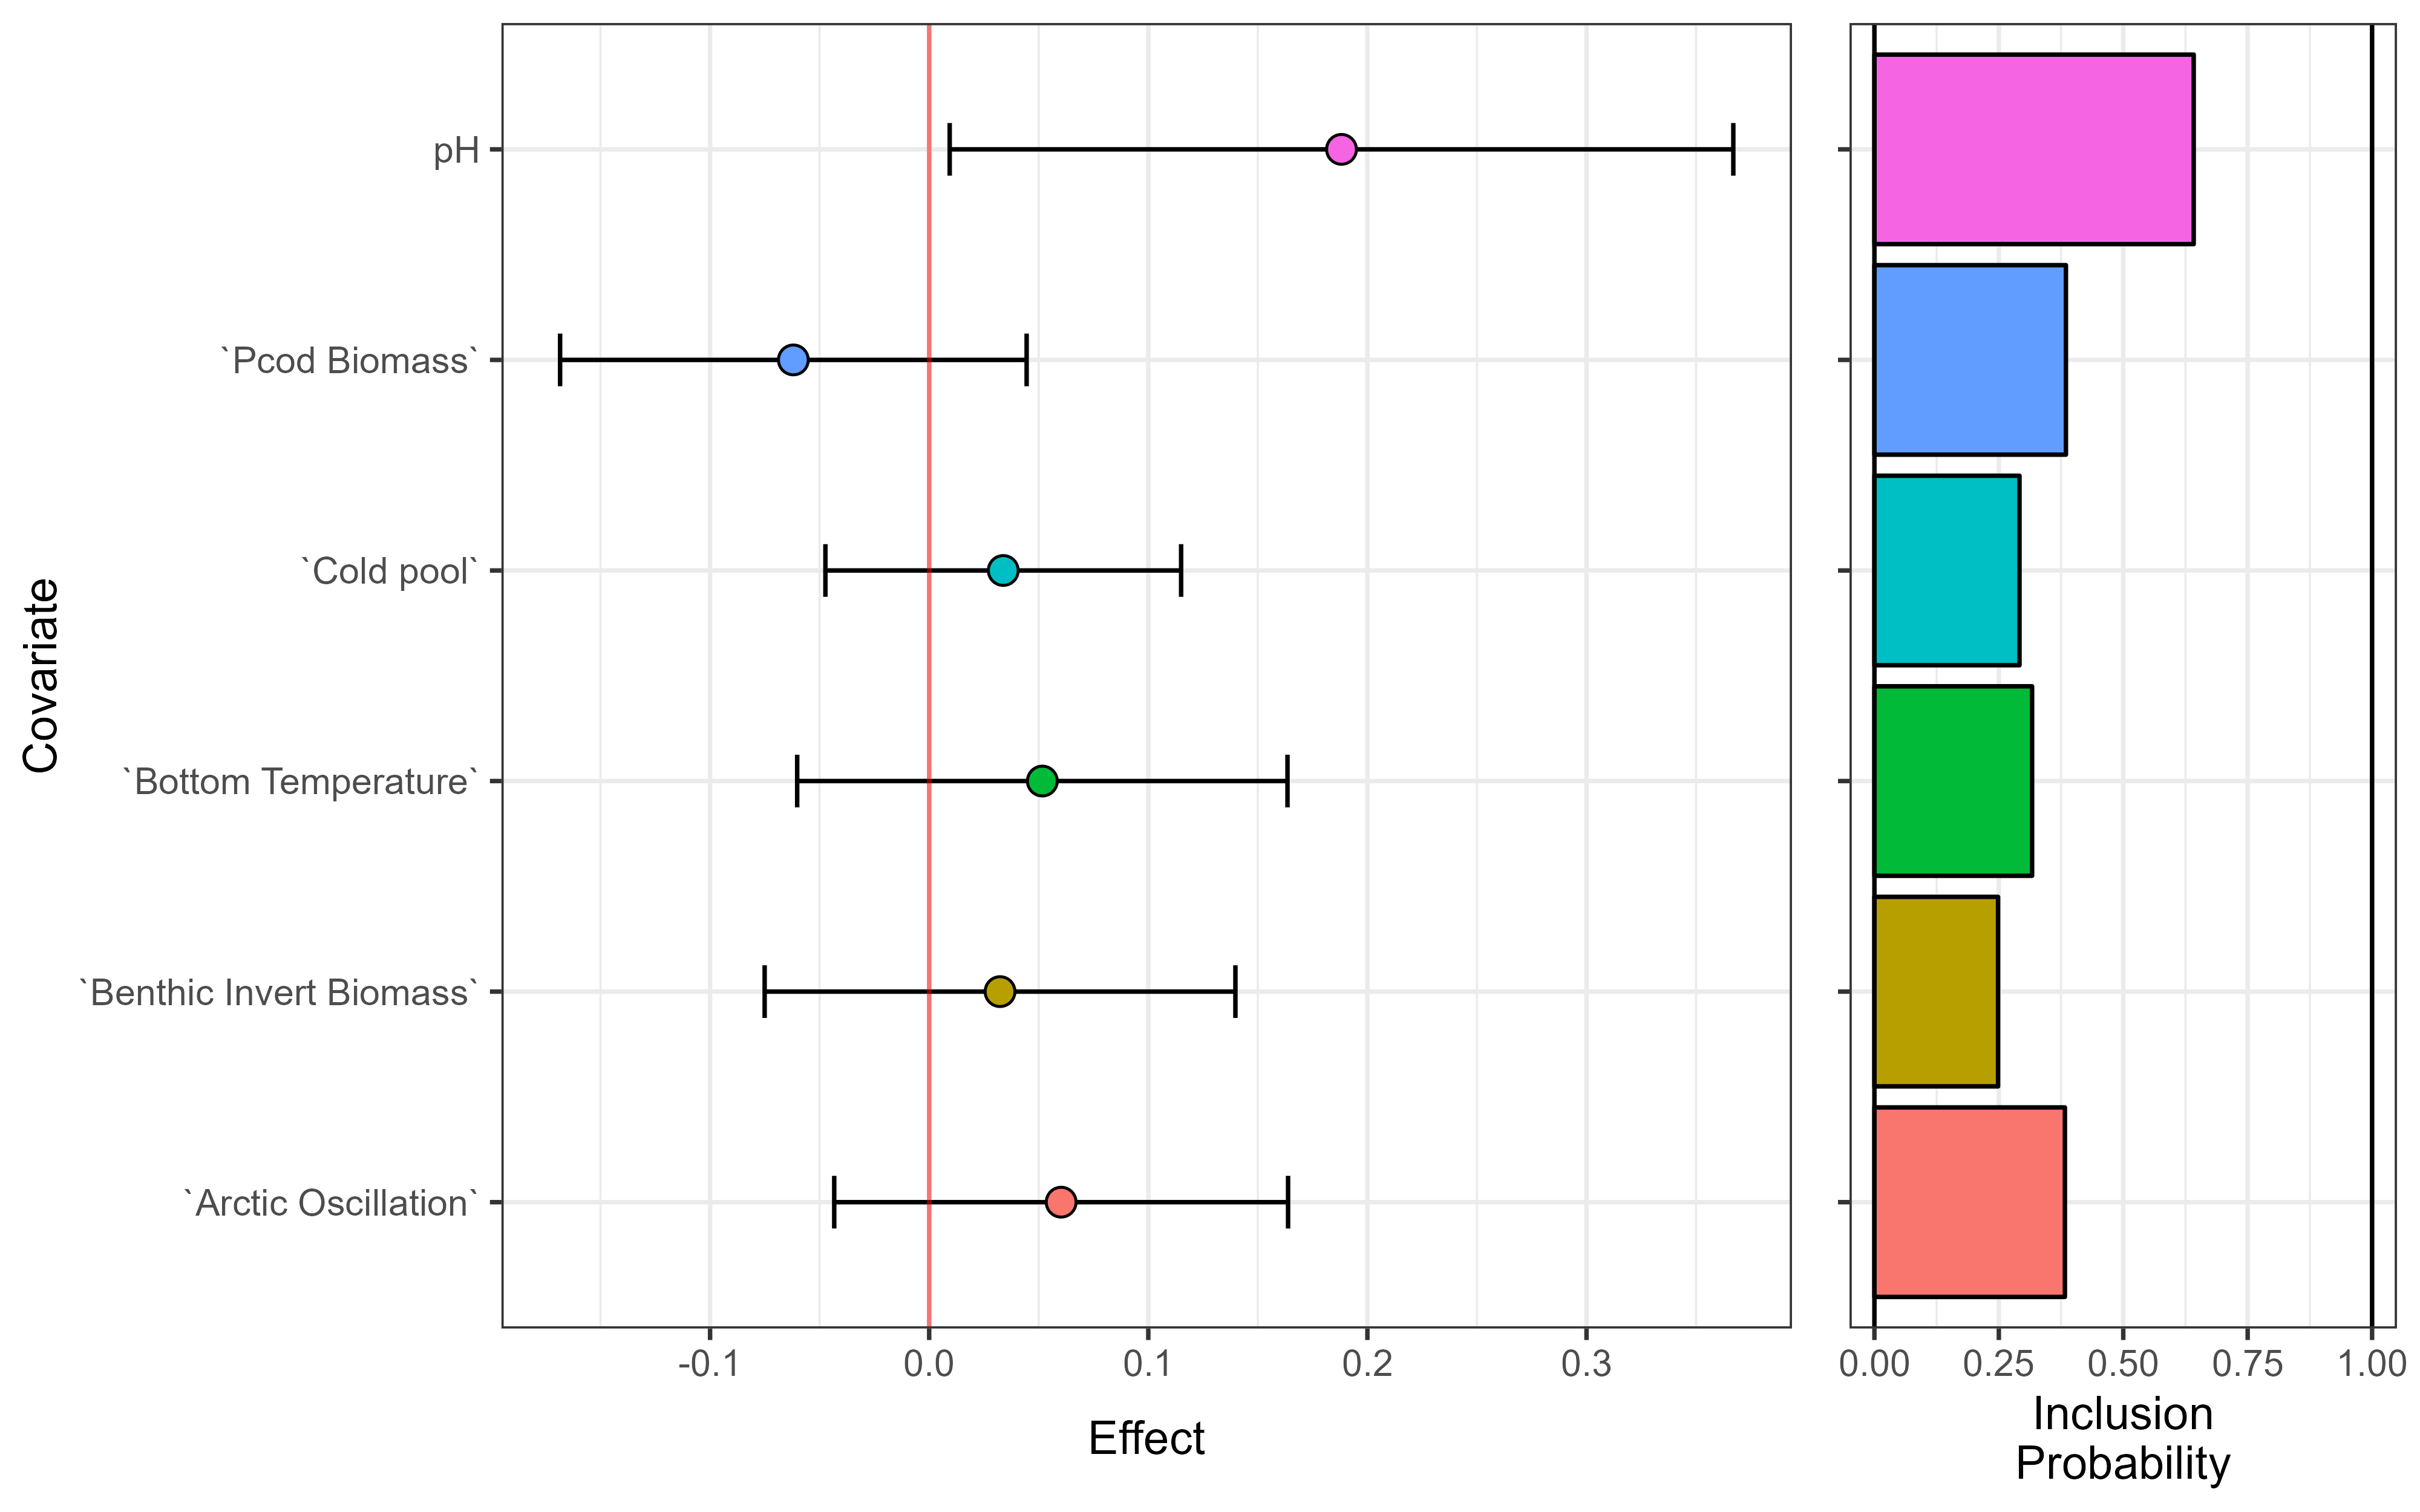 Covariate
pH
`Pcod Biomass`
`Cold pool`
`Bottom Temperature`
`Benthic Invert Biomass`
`Arctic Oscillation`
-0.1 0.0 0.1 0.2 0.3
Effect
0.00 0.25 0.50 0.75 1.00
Inclusion
Probability